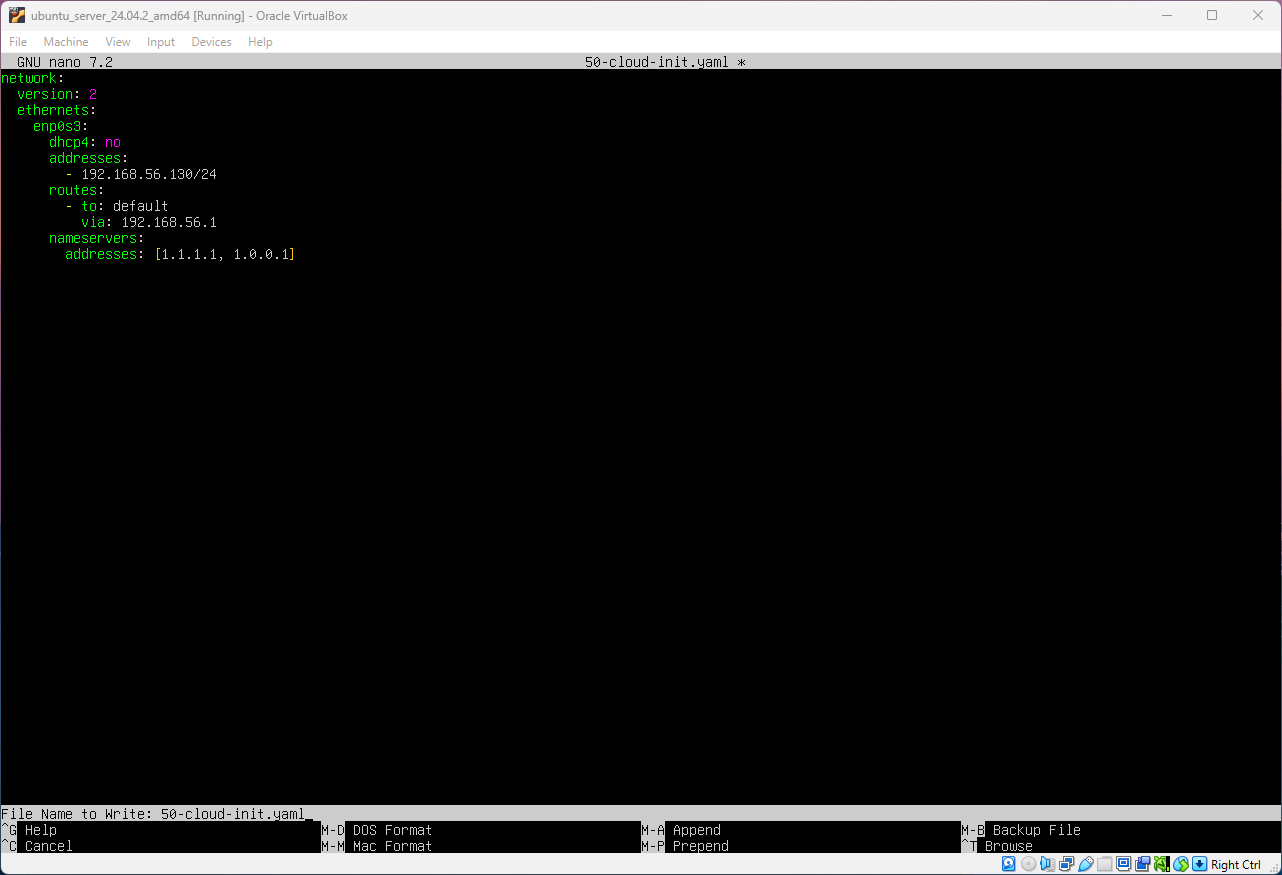 ubuntu_server_24.04.2_amd64 [Running] - Oracle VirtualBox
File Machine View Input Devices Help
GNU nano 7.2 50-cloud-init.yaml *
network:
  version: 2
  ethernets:
    enp0s3:
      dhcp4: no
      addresses:
        - 192.168.56.130/24
      routes:
        - to: default
          via: 192.168.56.1
      nameservers:
        addresses: [1.1.1.1, 1.0.0.1]
File Name to Write: 50-cloud-init.yaml
^G Help M-D DOS Format M-A Append M-B Backup File
^C Cancel M-M Mac Format M-P Prepend ^T Browse
Right Ctrl